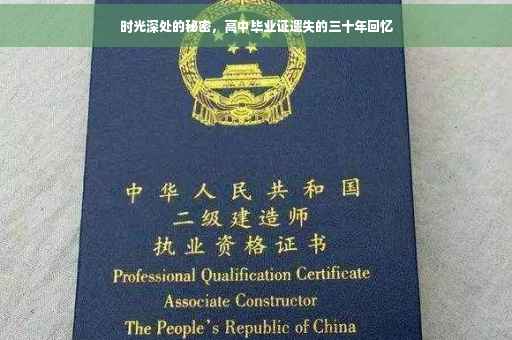 时光深处的秘密，高中毕业证遗失的三十年回忆
中华人民共和国
二级建造师
执业资格证书
Professional Qualification Certificate
Associate Constructor
The People's Republic of China